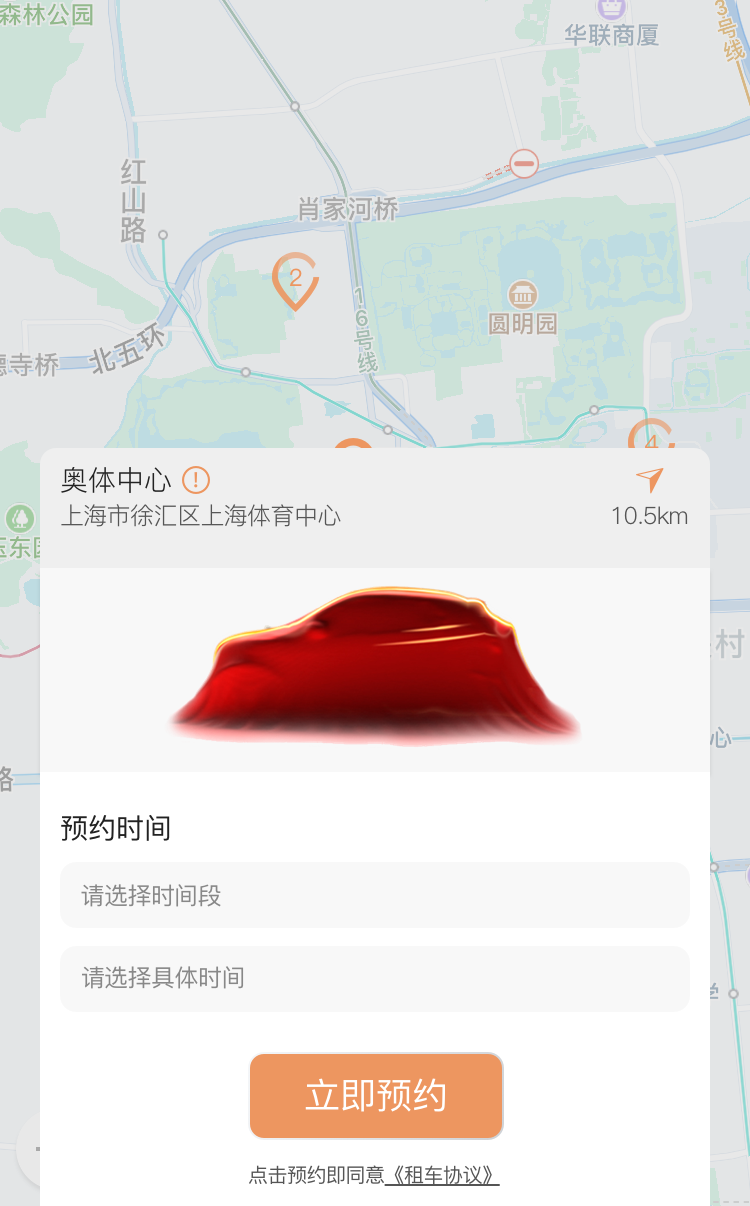 森林公园
华联商厦
3号线
红山路
肖家河桥
2
16号线
圆明园
德寺桥
北五环
4
奥体中心
上海市徐汇区上海体育中心
10.5km
村
心
路
预约时间
请选择时间段
请选择具体时间
立即预约
点击预约即同意《租车协议》